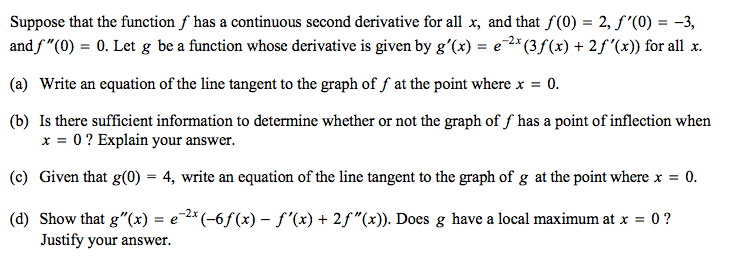 Suppose that the function f has a continuous second derivative for all x, and that f(0) = 2, f′(0) = −3,
and f″(0) = 0. Let g be a function whose derivative is given by g′(x) = e⁻²ˣ(3f(x) + 2f′(x)) for all x.
(a) Write an equation of the line tangent to the graph of f at the point where x = 0.
(b) Is there sufficient information to determine whether or not the graph of f has a point of inflection when
x = 0 ? Explain your answer.
(c) Given that g(0) = 4, write an equation of the line tangent to the graph of g at the point where x = 0.
(d) Show that g″(x) = e⁻²ˣ(−6f(x) − f′(x) + 2f″(x)). Does g have a local maximum at x = 0 ?
Justify your answer.